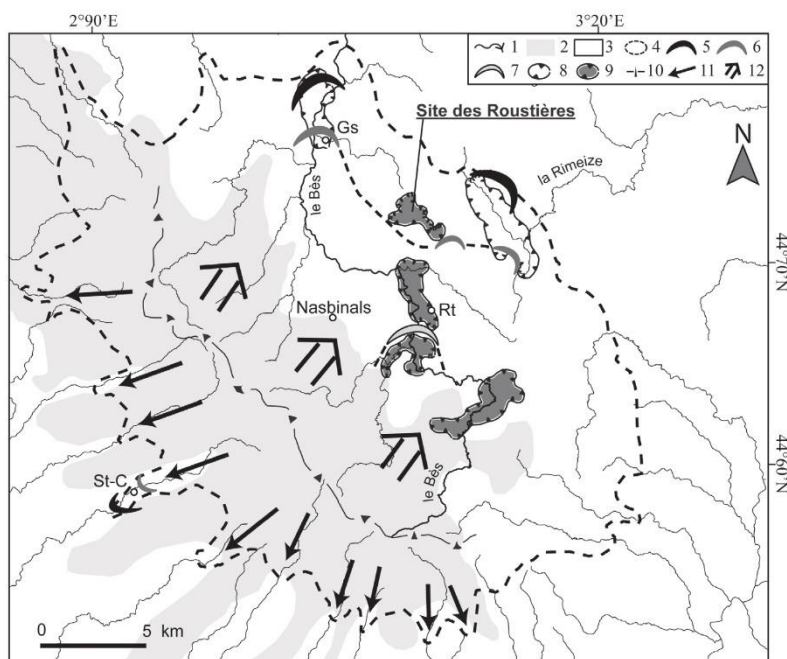 2°90'E 3°20'E
1 2 3 4 5 6
7 8 9 10 11 12
Site des Roustières
Gs
N
la Rimeize
le Bès
44°70'N
Nasbinals
Rt
44°60'N
St-C
le Bès
0 5 km